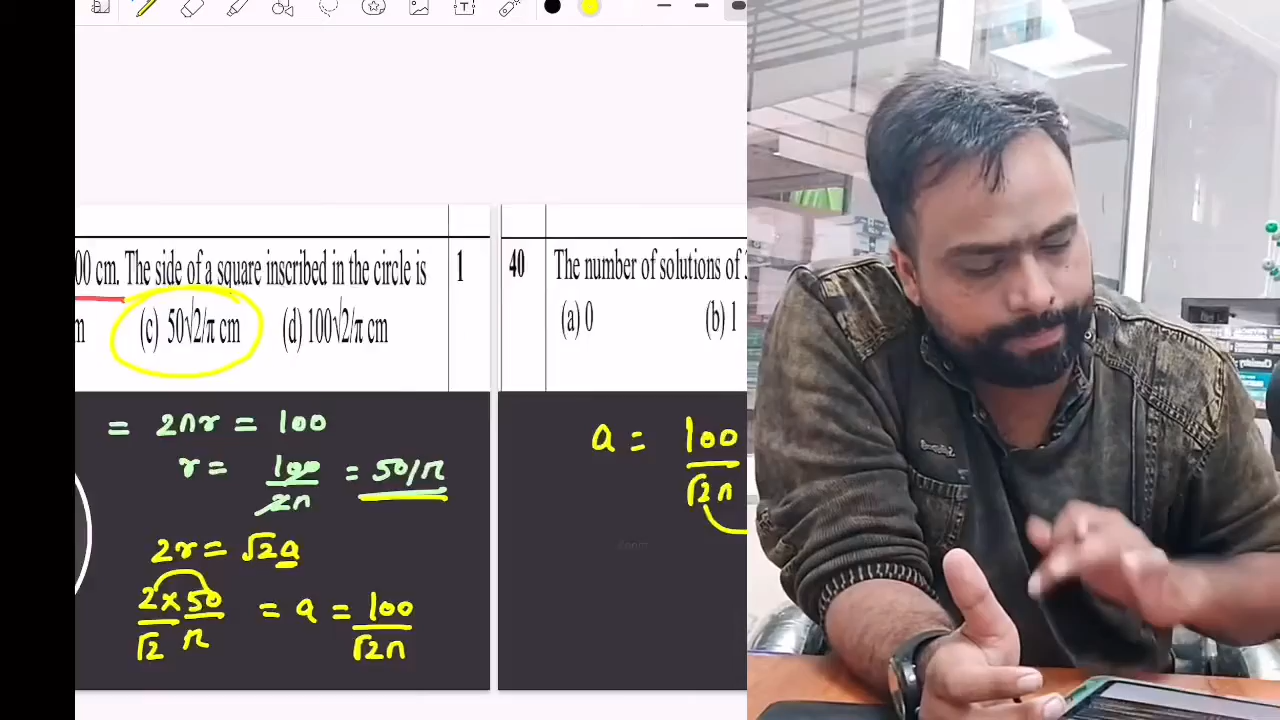 00 cm. The side of a square inscribed in the circle is
1
m (c) 50√2/π cm (d) 100√2/π cm
40 The number of solutions of 3
(a) 0 (b) 1
= 2πr = 100
r = 100/2π = 50/π
2r = √2a
2/√2 × 50/π = a = 100/√2π
a = 100/√2π